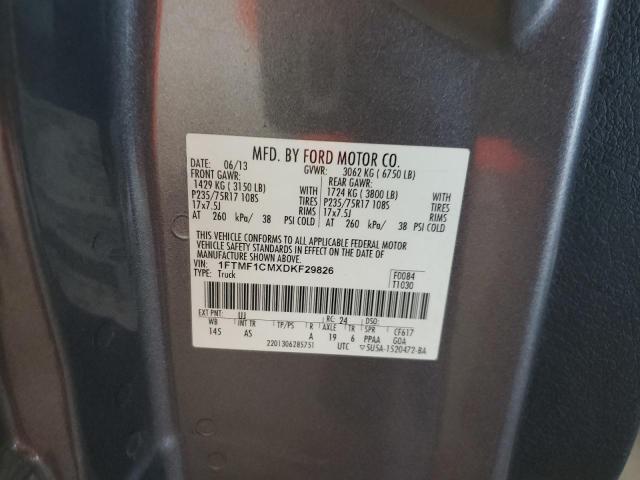 MFD. BY FORD MOTOR CO.
DATE: 06/13 GVWR: 3062 KG ( 6750 LB)
FRONT GAWR: REAR GAWR:
1429 KG ( 3150 LB) 1724 KG ( 3800 LB)
P235/75R17 108S TIRES P235/75R17 108S TIRES
17x7.5J RIMS 17x7.5J RIMS
AT 260 kPa/ 38 PSI COLD AT 260 kPa/ 38 PSI COLD
THIS VEHICLE CONFORMS TO ALL APPLICABLE FEDERAL MOTOR
VEHICLE SAFETY STANDARDS IN EFFECT ON THE DATE OF
MANUFACTURE SHOWN ABOVE.
VIN: 1FTMF1CMXDKF29826
TYPE: Truck
F0084
T1030
EXT PNT: UJ RC: 24 DSO:
WB INT TR TP/PS R AXLE TR SPR CF617
145 AS A 19 6 PPAA GOA
2201306285751 UTC 5U5A-1520472-BA